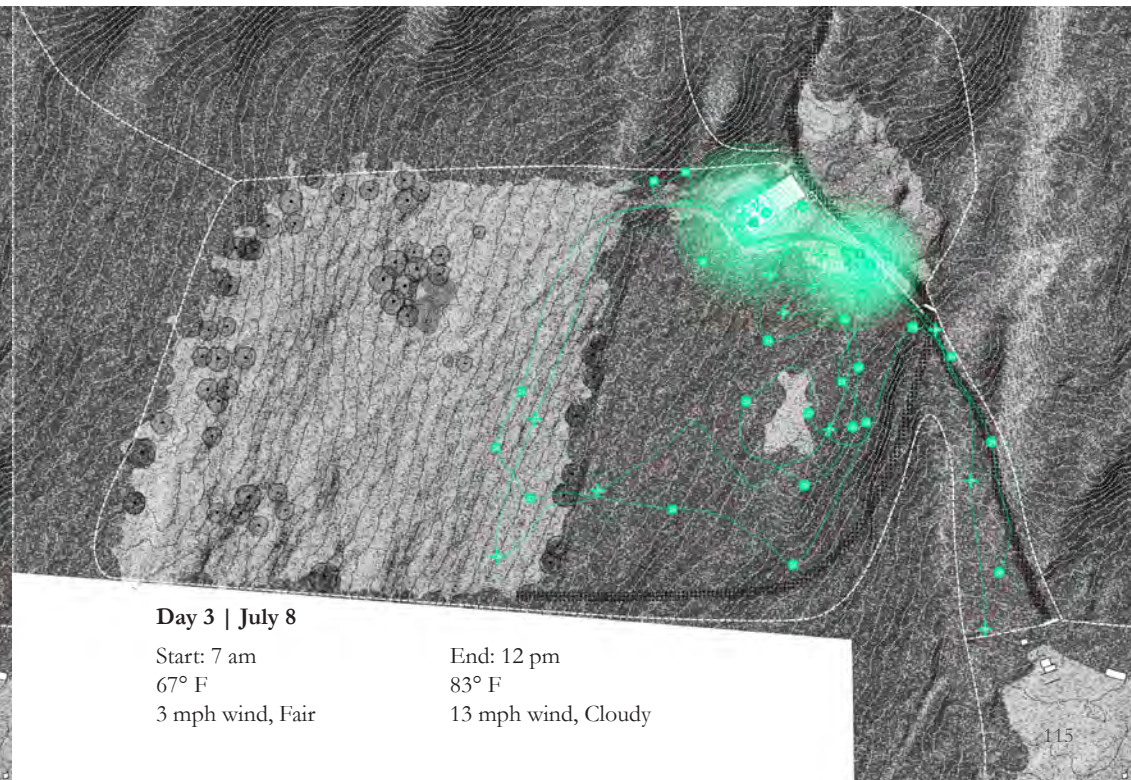 Day 3 | July 8
Start: 7 am
67° F
3 mph wind, Fair
End: 12 pm
83° F
13 mph wind, Cloudy
115